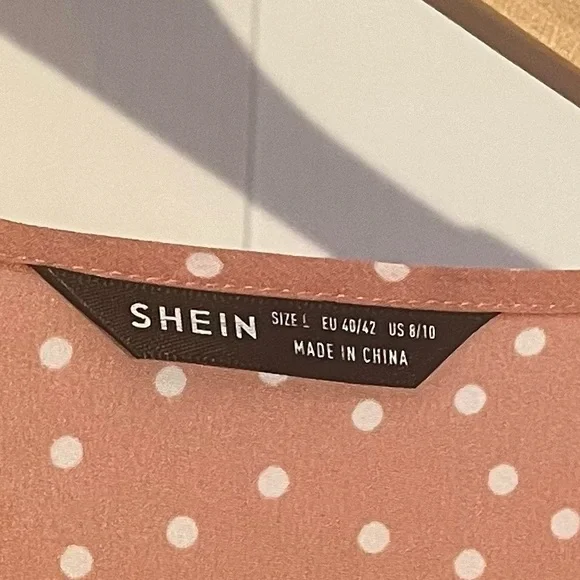 SHEIN SIZE L EU 40/42 US 8/10
MADE IN CHINA